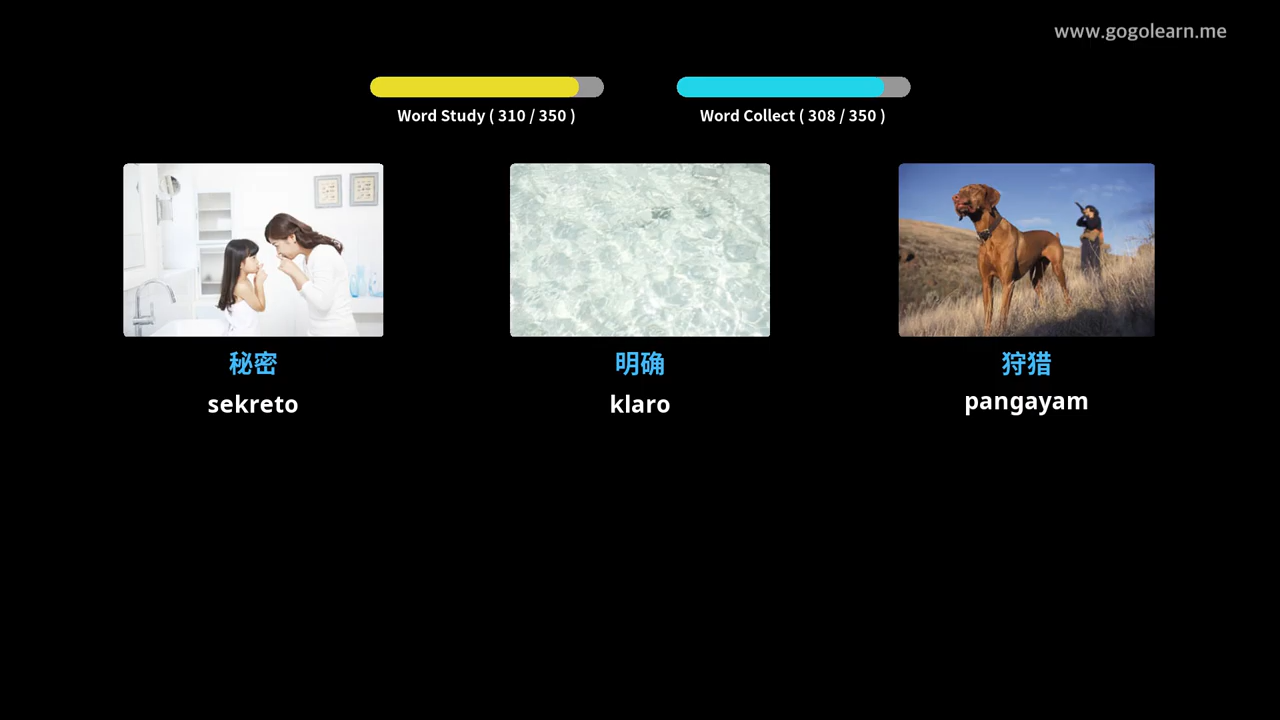 www.gogolearn.me
Word Study ( 310 / 350 )
Word Collect ( 308 / 350 )
秘密
sekreto
明确
klaro
狩猎
pangayam